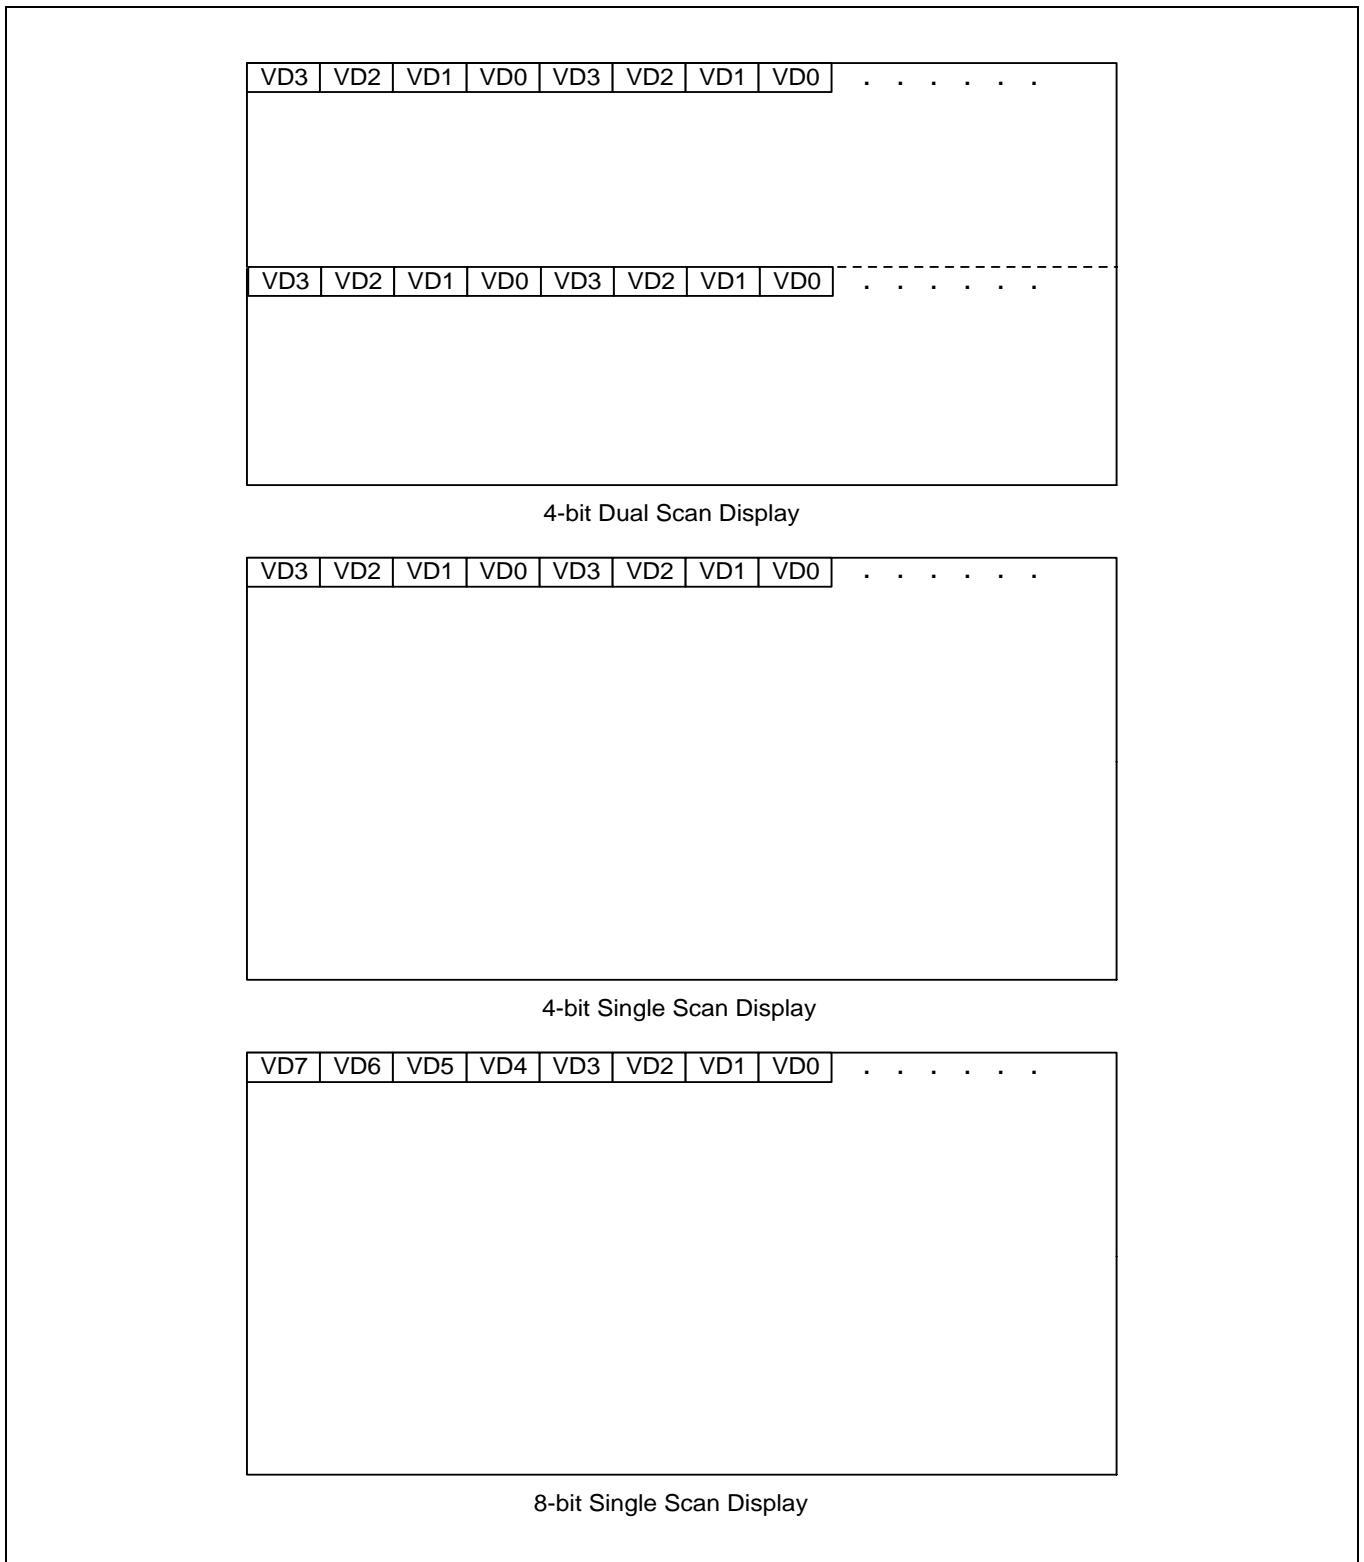 VD3 VD2 VD1 VD0 VD3 VD2 VD1 VD0 . . . . . .
VD3 VD2 VD1 VD0 VD3 VD2 VD1 VD0 . . . . . .
4-bit Dual Scan Display
VD3 VD2 VD1 VD0 VD3 VD2 VD1 VD0 . . . . . .
4-bit Single Scan Display
VD7 VD6 VD5 VD4 VD3 VD2 VD1 VD0 . . . . . .
8-bit Single Scan Display